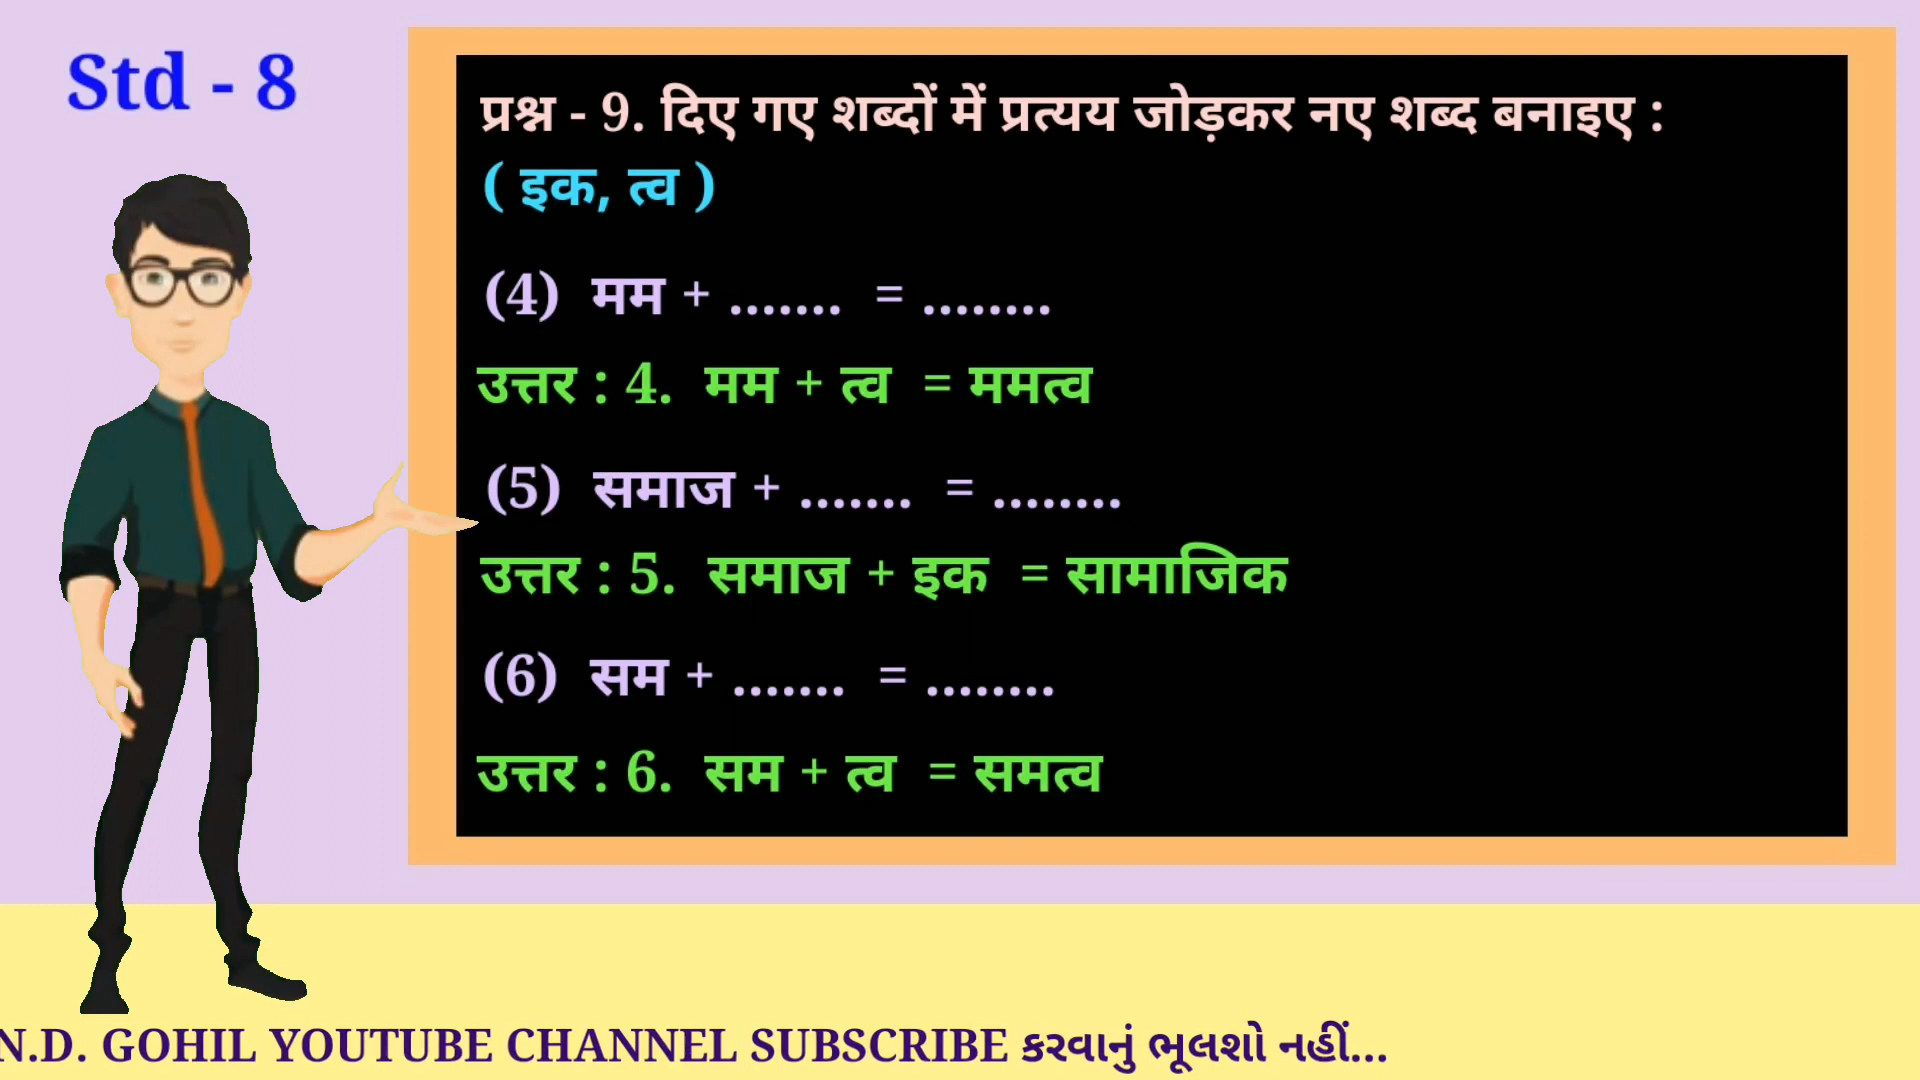 Std - 8
प्रश्न - 9. दिए गए शब्दों में प्रत्यय जोड़कर नए शब्द बनाइए :
( इक, त्व )
(4) मम + ....... = ........
उत्तर : 4. मम + त्व = ममत्व
(5) समाज + ....... = ........
उत्तर : 5. समाज + इक = सामाजिक
(6) सम + ....... = ........
उत्तर : 6. सम + त्व = समत्व
N.D. GOHIL YOUTUBE CHANNEL SUBSCRIBE કરવાનું ભૂલશો નહીં...